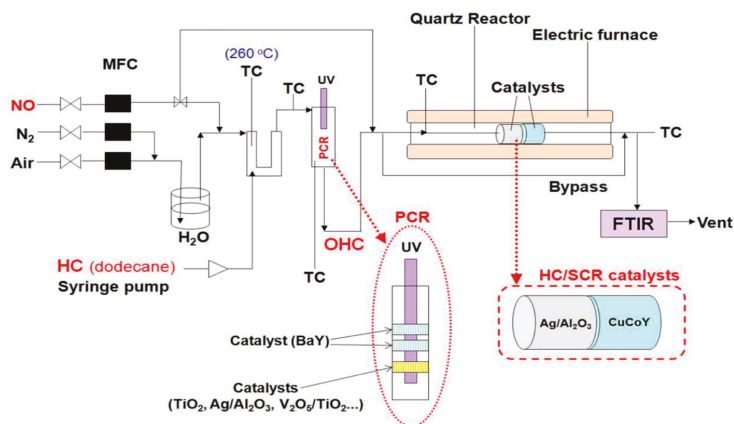 Quartz Reactor
Electric furnace
MFC
(260 °C)
TC
TC
UV
TC
Catalysts
NO
N₂
Air
PCR
TC
H₂O
OHC
PCR
Bypass
FTIR
Vent
HC (dodecane)
Syringe pump
TC
UV
HC/SCR catalysts
Ag/Al₂O₃
CuCoY
Catalyst (BaY)
Catalysts
(TiO₂, Ag/Al₂O₃, V₂O₅/TiO₂...)